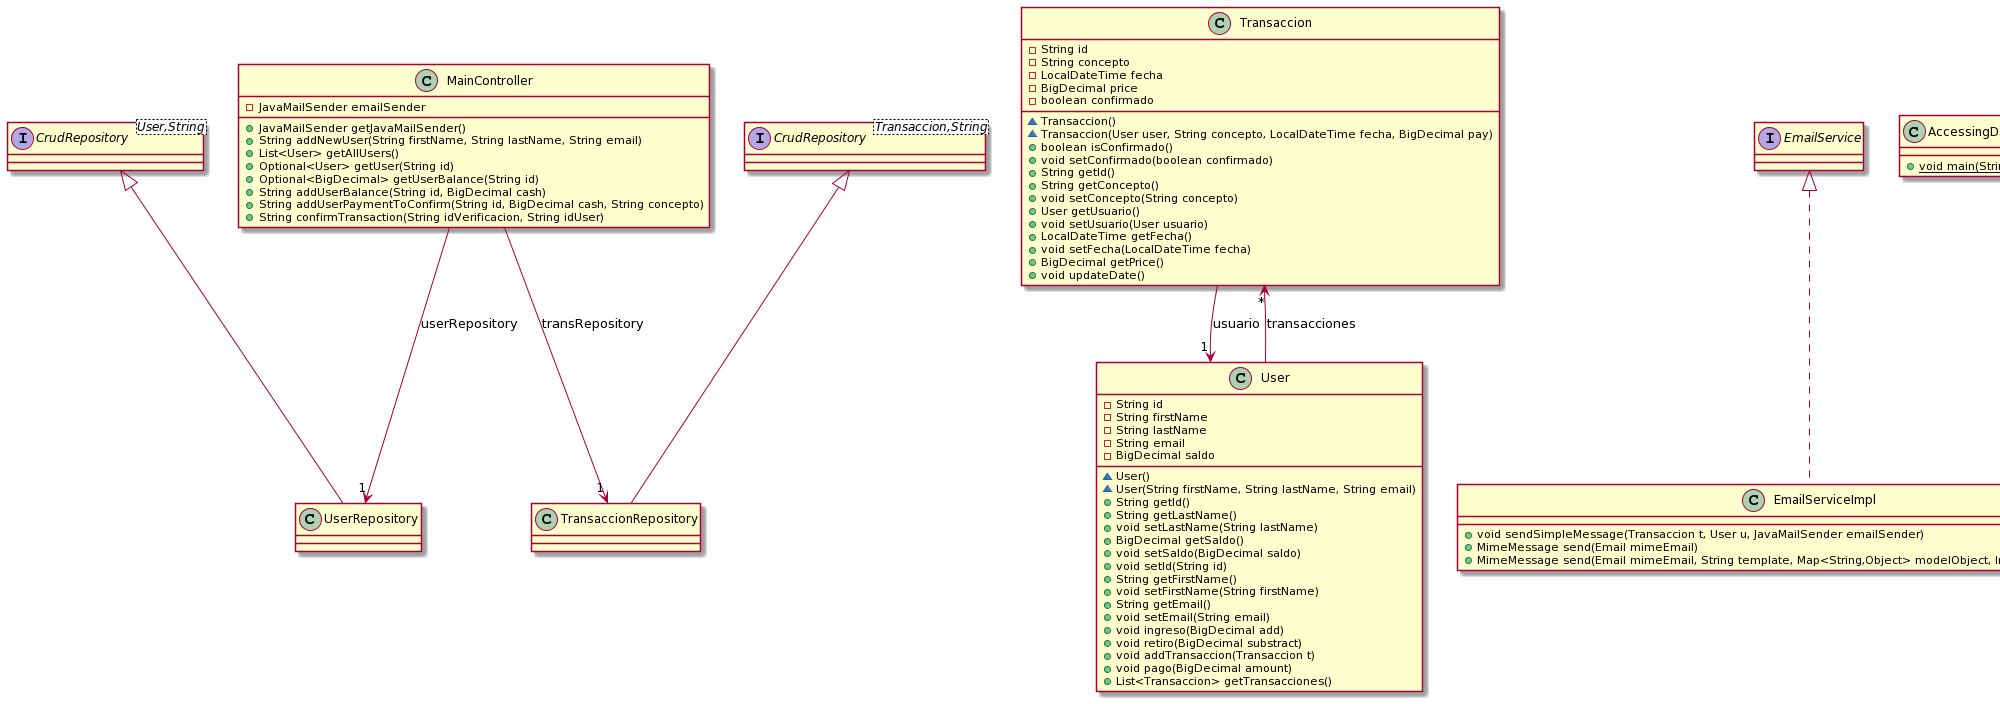 C CrudRepository
User,String
C MainController
JavaMailSender emailSender
JavaMailSender getJavaMailSender()
String addNewUser(String firstName, String lastName, String email)
List<User> getAllUsers()
Optional<User> getUser(String id)
Optional<BigDecimal> getUserBalance(String id)
String addUserBalance(String id, BigDecimal cash)
String addUserPaymentToConfirm(String id, BigDecimal cash, String concepto)
String confirmTransaction(String idVerificacion, String idUser)
I CrudRepository
Transaccion,String
userRepository
transRepository
1
1
C UserRepository
C TransaccionRepository
C Transaccion
String id
String concepto
LocalDateTime fecha
BigDecimal price
boolean confirmado
Transaccion()
Transaccion(User user, String concepto, LocalDateTime fecha, BigDecimal pay)
boolean isConfirmado()
void setConfirmado(boolean confirmado)
String getId()
String getConcepto()
void setConcepto(String concepto)
User getUsuario()
void setUsuario(User usuario)
LocalDateTime getFecha()
void setFecha(LocalDateTime fecha)
BigDecimal getPrice()
void updateDate()
*
usuario
transacciones
1
C User
String id
String firstName
String lastName
String email
BigDecimal saldo
User()
User(String firstName, String lastName, String email)
String getId()
String getLastName()
void setLastName(String lastName)
BigDecimal getSaldo()
void setSaldo(BigDecimal saldo)
void setId(String id)
String getFirstName()
void setFirstName(String firstName)
String getEmail()
void setEmail(String email)
void ingreso(BigDecimal add)
void retiro(BigDecimal substract)
void addTransaccion(Transaccion t)
void pago(BigDecimal amount)
List<Transaccion> getTransacciones()
I EmailService
C AccessingD
void main(Strin
C EmailServiceImpl
void sendSimpleMessage(Transaccion t, User u, JavaMailSender emailSender)
MimeMessage send(Email mimeEmail)
MimeMessage send(Email mimeEmail, String template, Map<String,Object> modelObject,